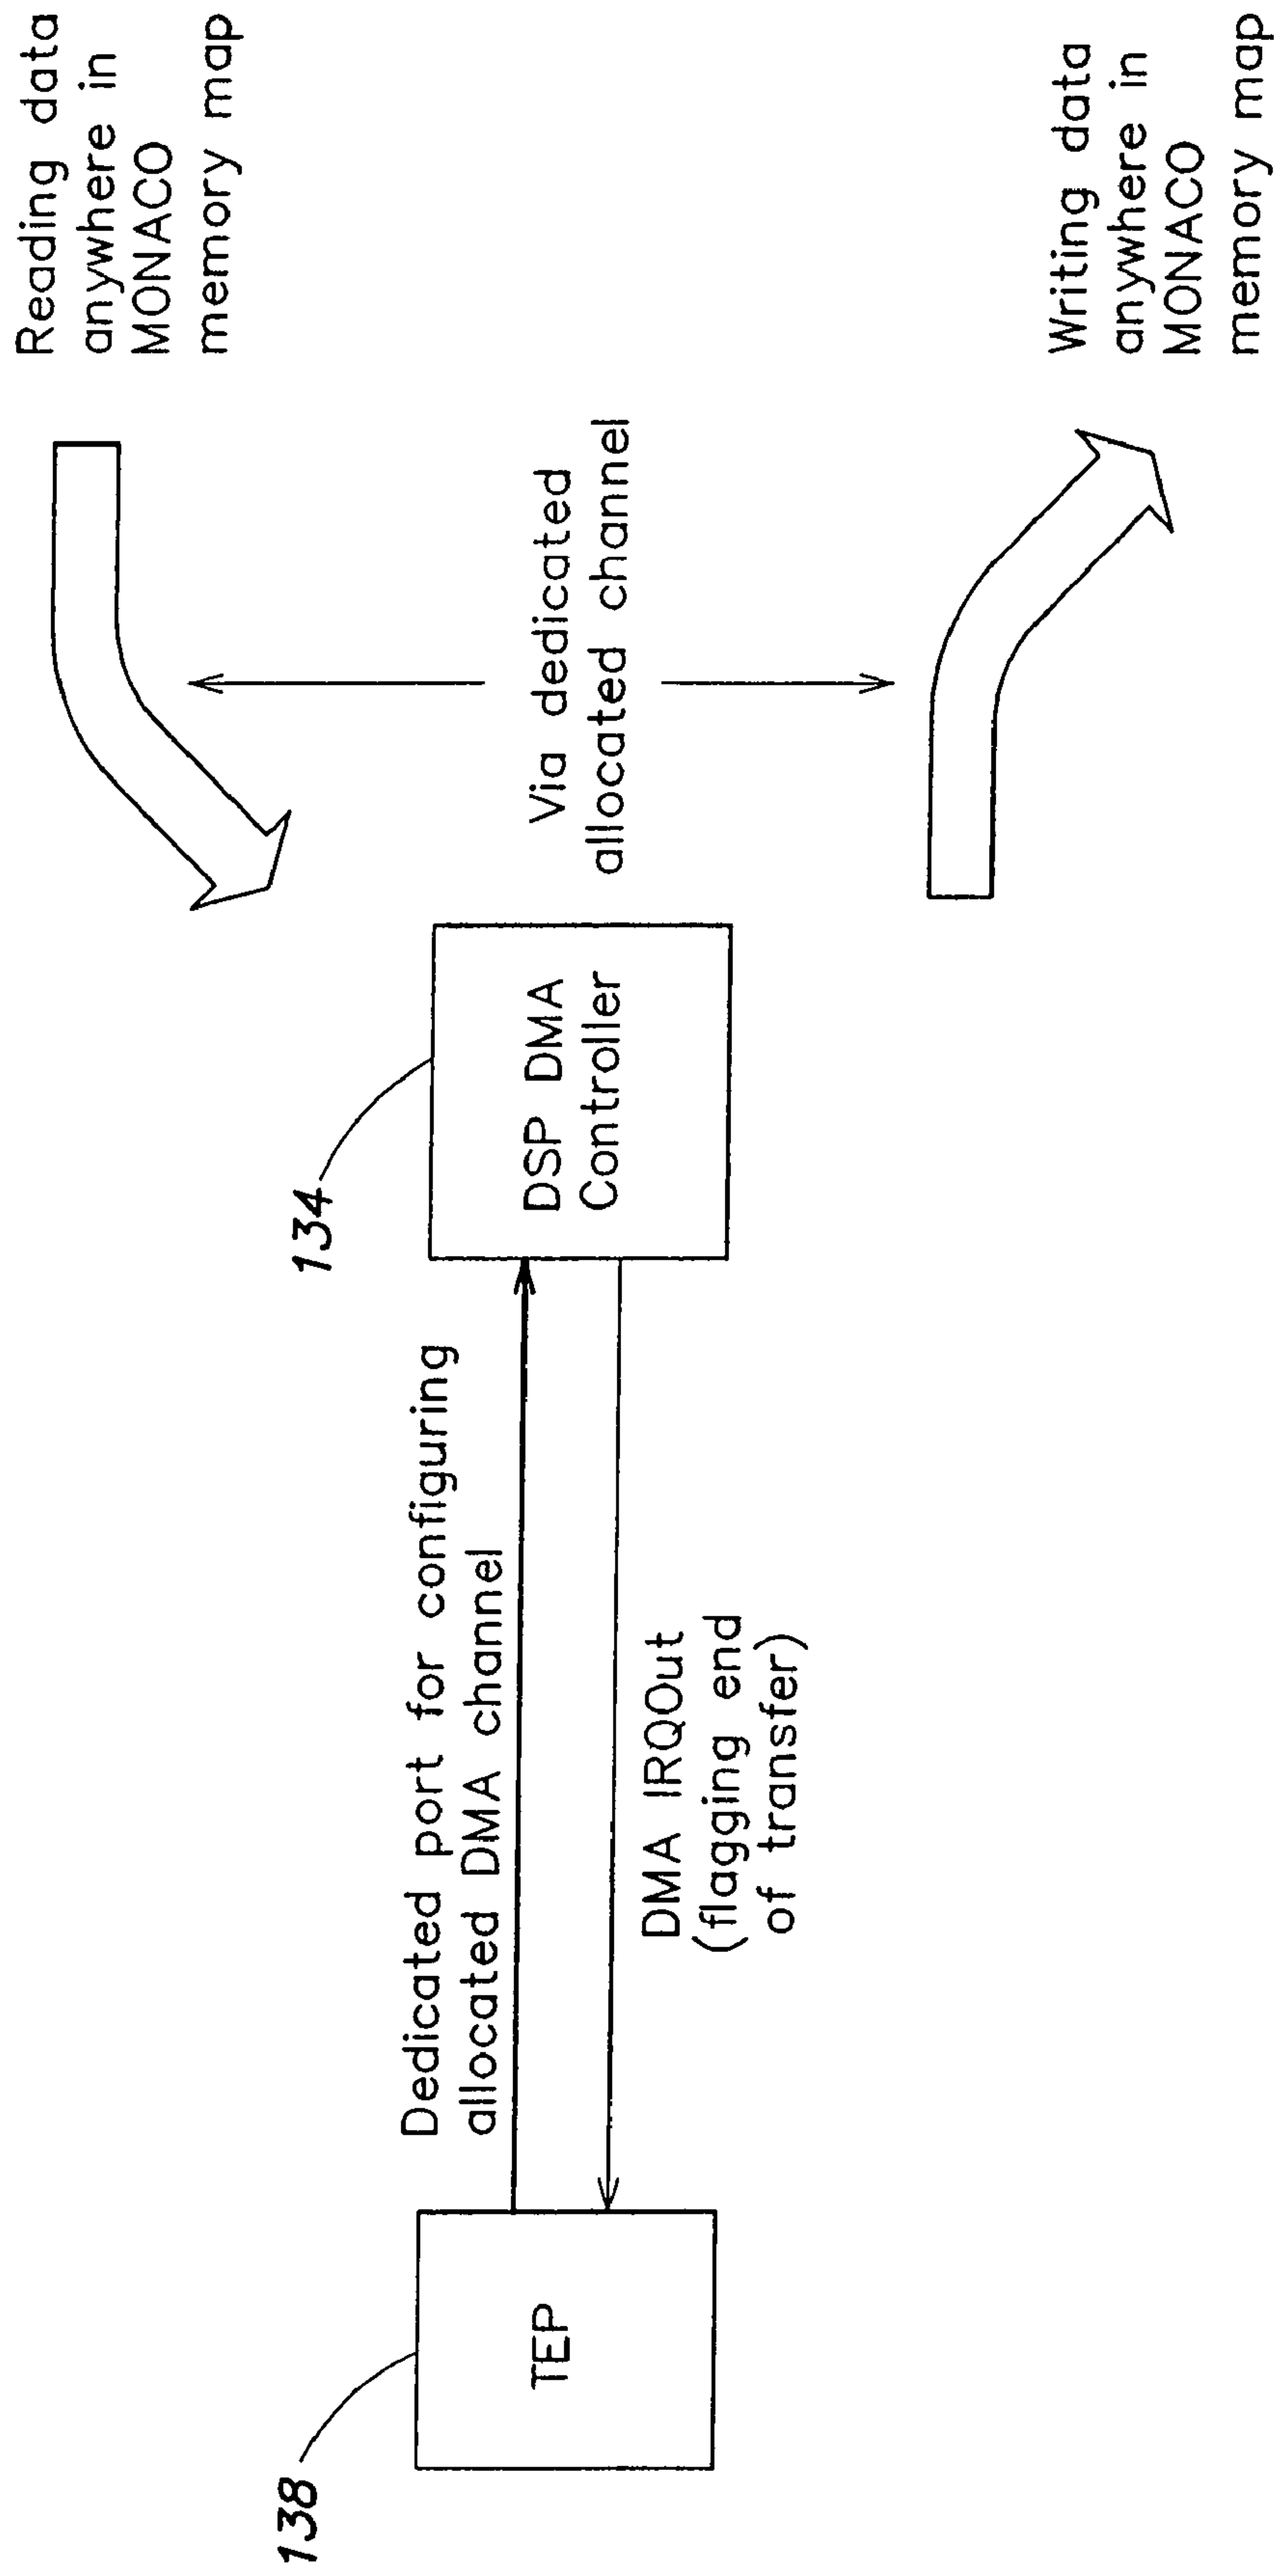 Reading data
anywhere in
MONACO
memory map
134
Via dedicated
allocated channel
DSP DMA
Controller
Dedicated port for configuring
allocated DMA channel
138
TEP
DMA IRQOut
(flagging end
of transfer)
Writing data
anywhere in
MONACO
memory map